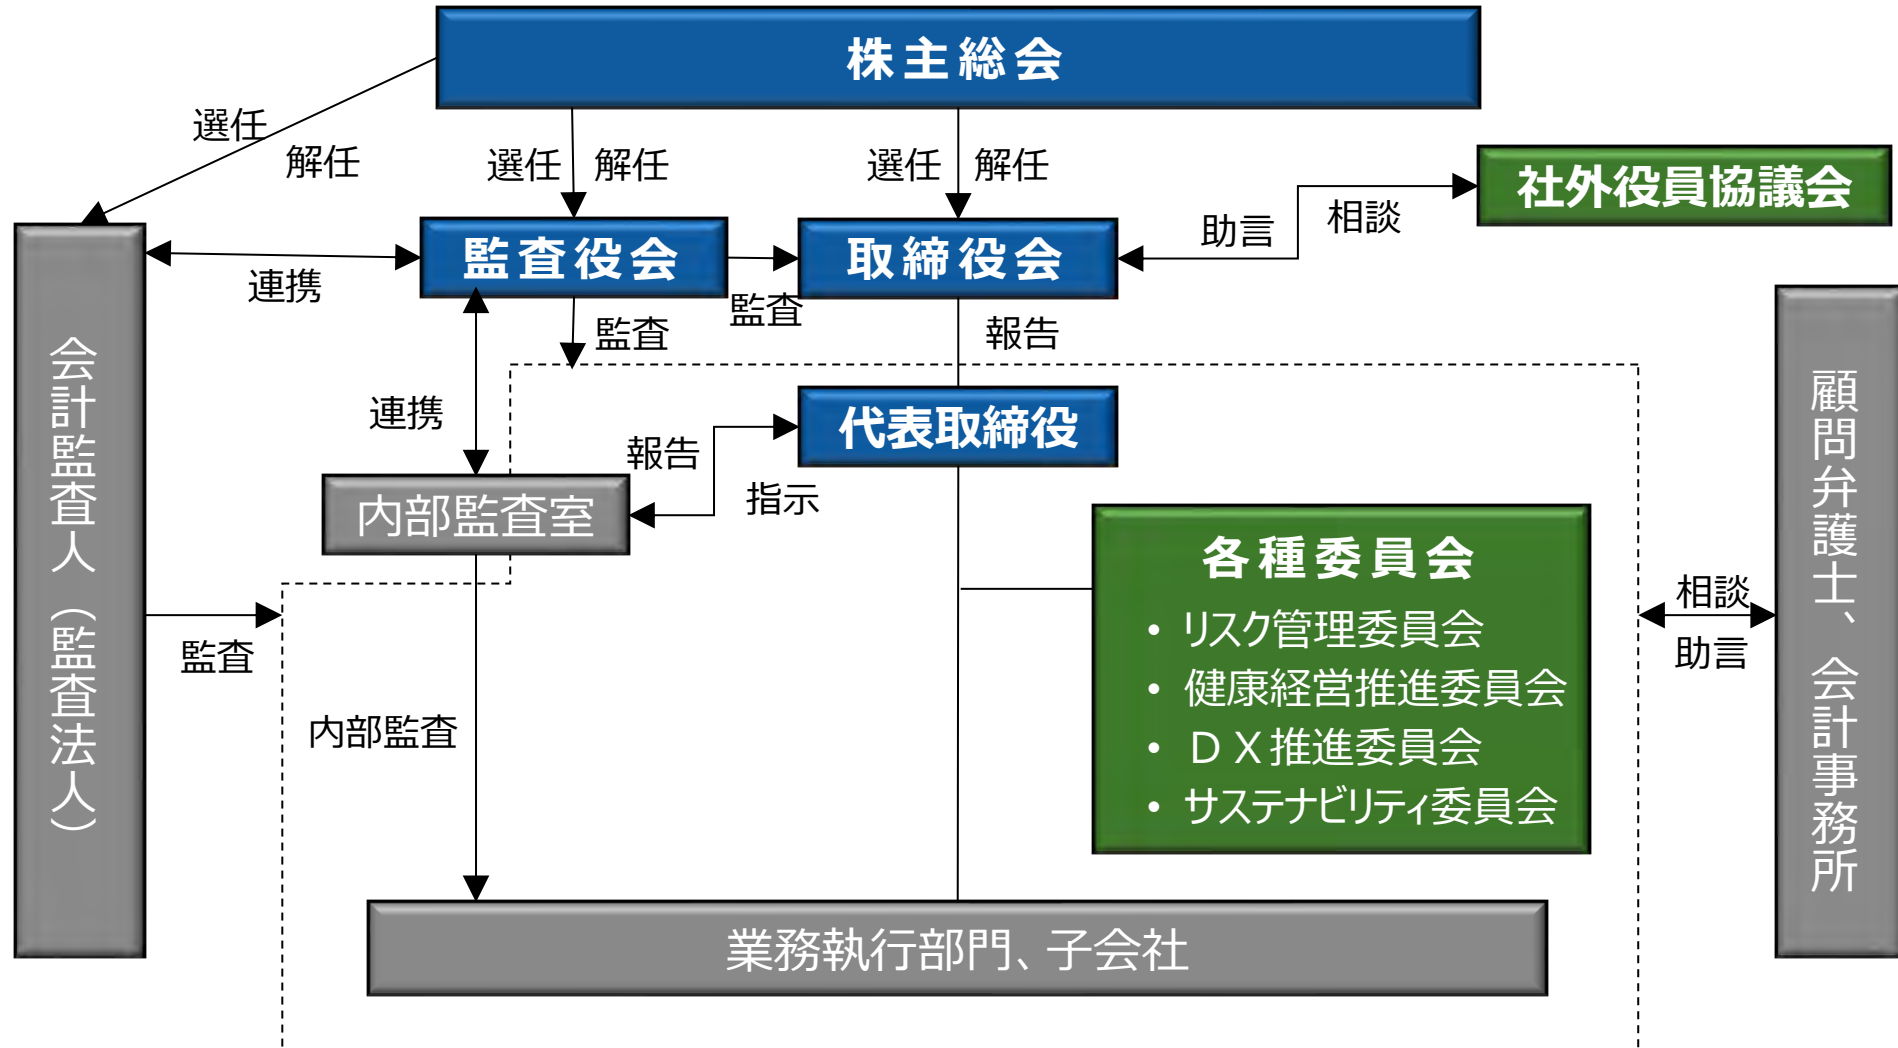 株主総会
選任
解任
選任 解任
選任 解任
社外役員協議会
助言
相談
監査役会
取締役会
連携
監査
監査
報告
会計監査人（監査法人）
顧問弁護士、会計事務所
連携
代表取締役
報告
指示
内部監査室
各種委員会
• リスク管理委員会
• 健康経営推進委員会
• ＤＸ推進委員会
• サステナビリティ委員会
相談
助言
監査
内部監査
業務執行部門、子会社